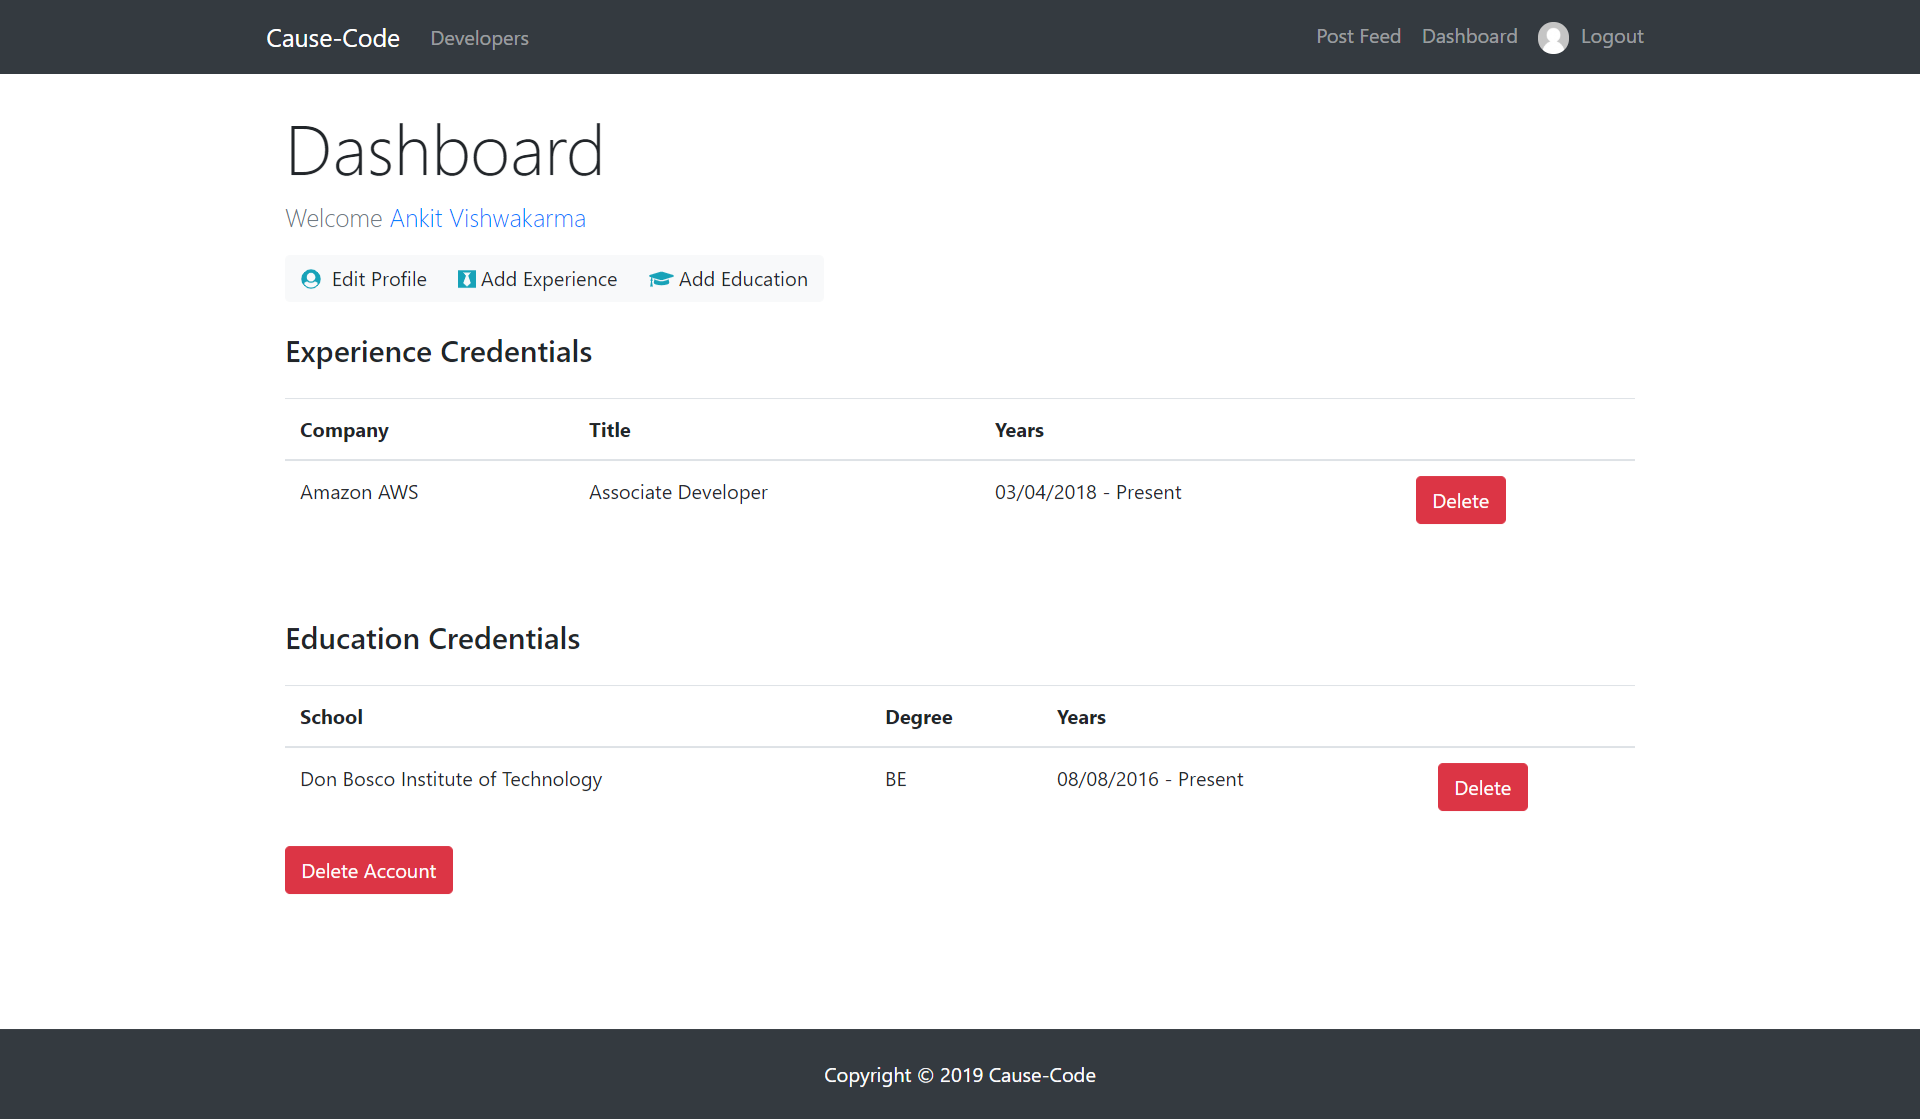 Cause-Code Developers Post Feed Dashboard Logout
Dashboard
Welcome Ankit Vishwakarma
Edit Profile Add Experience Add Education
Experience Credentials
Company Title Years
Amazon AWS Associate Developer 03/04/2018 - Present Delete
Education Credentials
School Degree Years
Don Bosco Institute of Technology BE 08/08/2016 - Present Delete
Delete Account
Copyright © 2019 Cause-Code